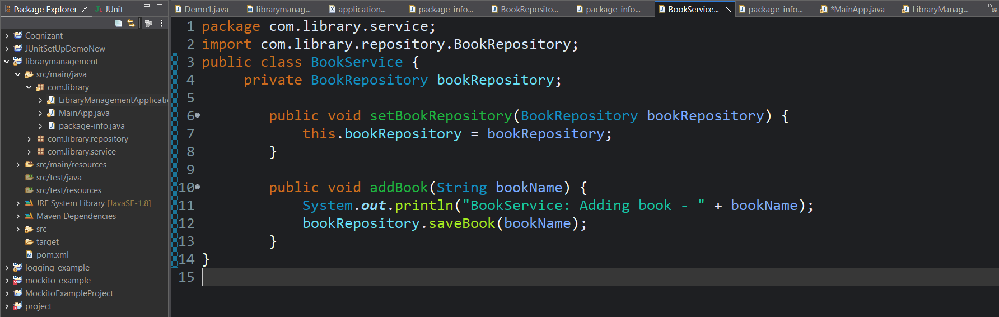 Package Explorer
JUnit
Demo1.java
librarymanag...
application...
package-info...
BookReposito...
package-info...
BookService...
package-info...
*MainApp.java
LibraryManag...
89
Cognizant
JUnitSetUpDemoNew
librarymanagement
src/main/java
com.library
LibraryManagementApplicatio
MainApp.java
package-info.java
com.library.repository
com.library.service
src/main/resources
src/test/java
src/test/resources
JRE System Library [JavaSE-1.8]
Maven Dependencies
src
target
pom.xml
logging-example
mockito-example
MockitoExampleProject
project
1 package com.library.service;
2 import com.library.repository.BookRepository;
3 public class BookService {
4 private BookRepository bookRepository;
5
6 public void setBookRepository(BookRepository bookRepository) {
7 this.bookRepository = bookRepository;
8 }
9
10 public void addBook(String bookName) {
11 System.out.println("BookService: Adding book - " + bookName);
12 bookRepository.saveBook(bookName);
13 }
14 }
15